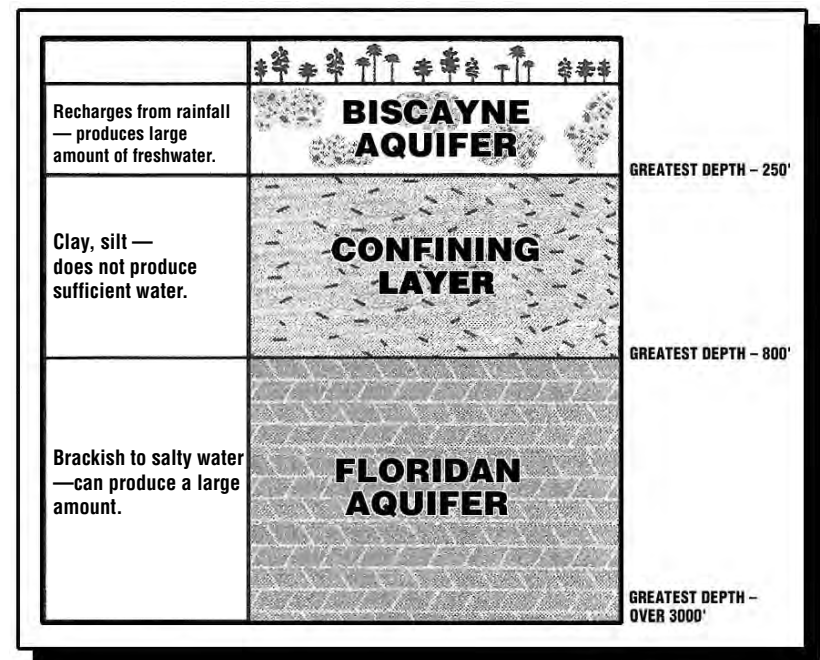 Recharges from rainfall
— produces large
amount of freshwater.
BISCAYNE
AQUIFER
GREATEST DEPTH – 250'
Clay, silt —
does not produce
sufficient water.
CONFINING
LAYER
GREATEST DEPTH – 800'
Brackish to salty water
—can produce a large
amount.
FLORIDAN
AQUIFER
GREATEST DEPTH –
OVER 3000'